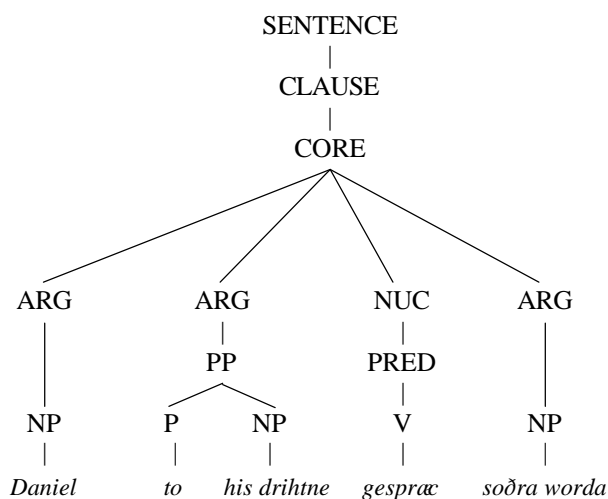 SENTENCE
CLAUSE
CORE
ARG ARG NUC ARG
PP PRED
NP P NP V NP
Daniel to his drihtne gespræc soðra worda